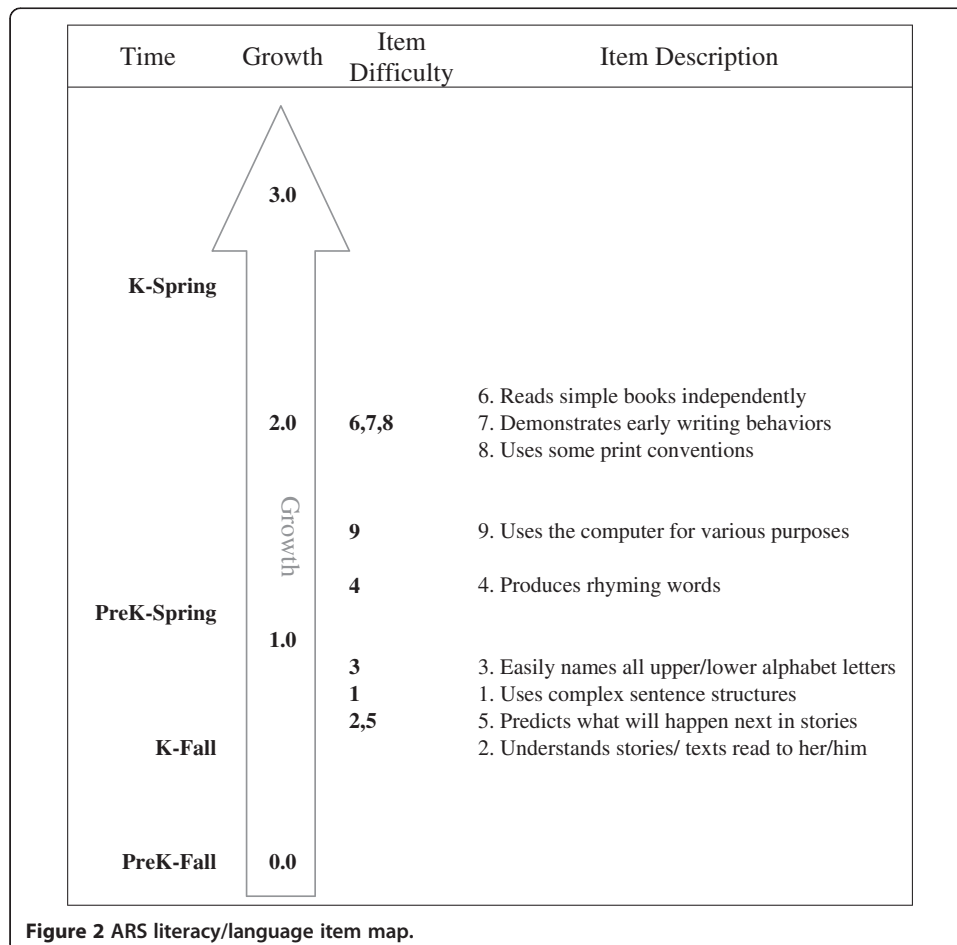 Time Growth Item Difficulty Item Description
3.0
K-Spring
6. Reads simple books independently
2.0 6,7,8 7. Demonstrates early writing behaviors
8. Uses some print conventions
Growth
9 9. Uses the computer for various purposes
4 4. Produces rhyming words
PreK-Spring
1.0
3 3. Easily names all upper/lower alphabet letters
1 1. Uses complex sentence structures
2,5 5. Predicts what will happen next in stories
K-Fall 2. Understands stories/ texts read to her/him
PreK-Fall 0.0
Figure 2 ARS literacy/language item map.